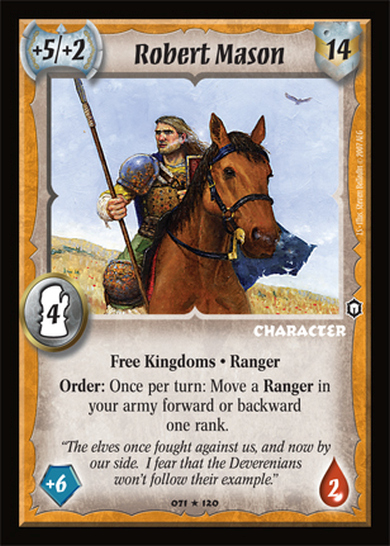 +5/+2
Robert Mason
14
4
CHARACTER
Free Kingdoms • Ranger
Order: Once per turn: Move a Ranger in
your army forward or backward
one rank.
“The elves once fought against us, and now by
our side. I fear that the Deverenians
won’t follow their example.”
+6
071 ★ 120
2